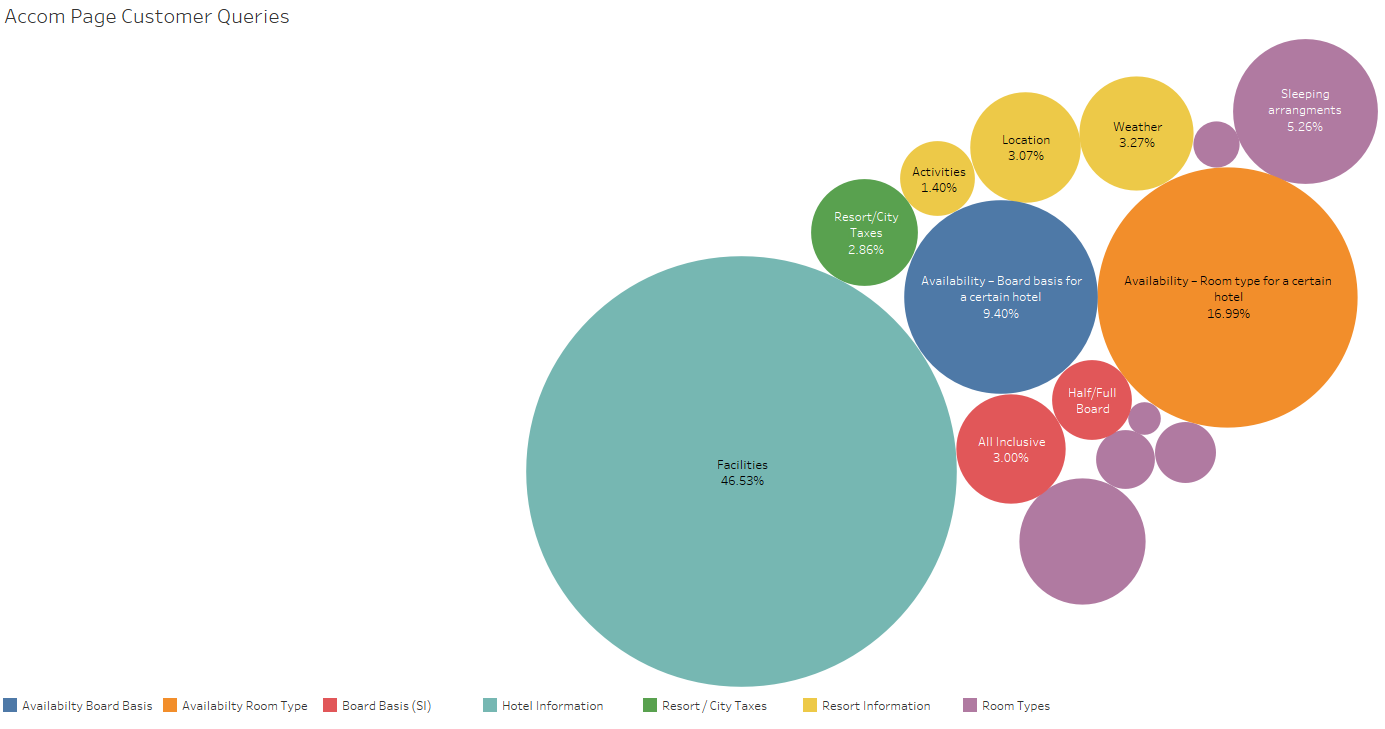 Accom Page Customer Queries
Sleeping
arrangments
5.26%
Weather
3.27%
Location
3.07%
Activities
1.40%
Resort/City
Taxes
2.86%
Availability – Board basis for
a certain hotel
9.40%
Availability – Room type for a certain
hotel
16.99%
Half/Full
Board
All Inclusive
3.00%
Facilities
46.53%
Availabilty Board Basis
Availabilty Room Type
Board Basis (SI)
Hotel Information
Resort / City Taxes
Resort Information
Room Types